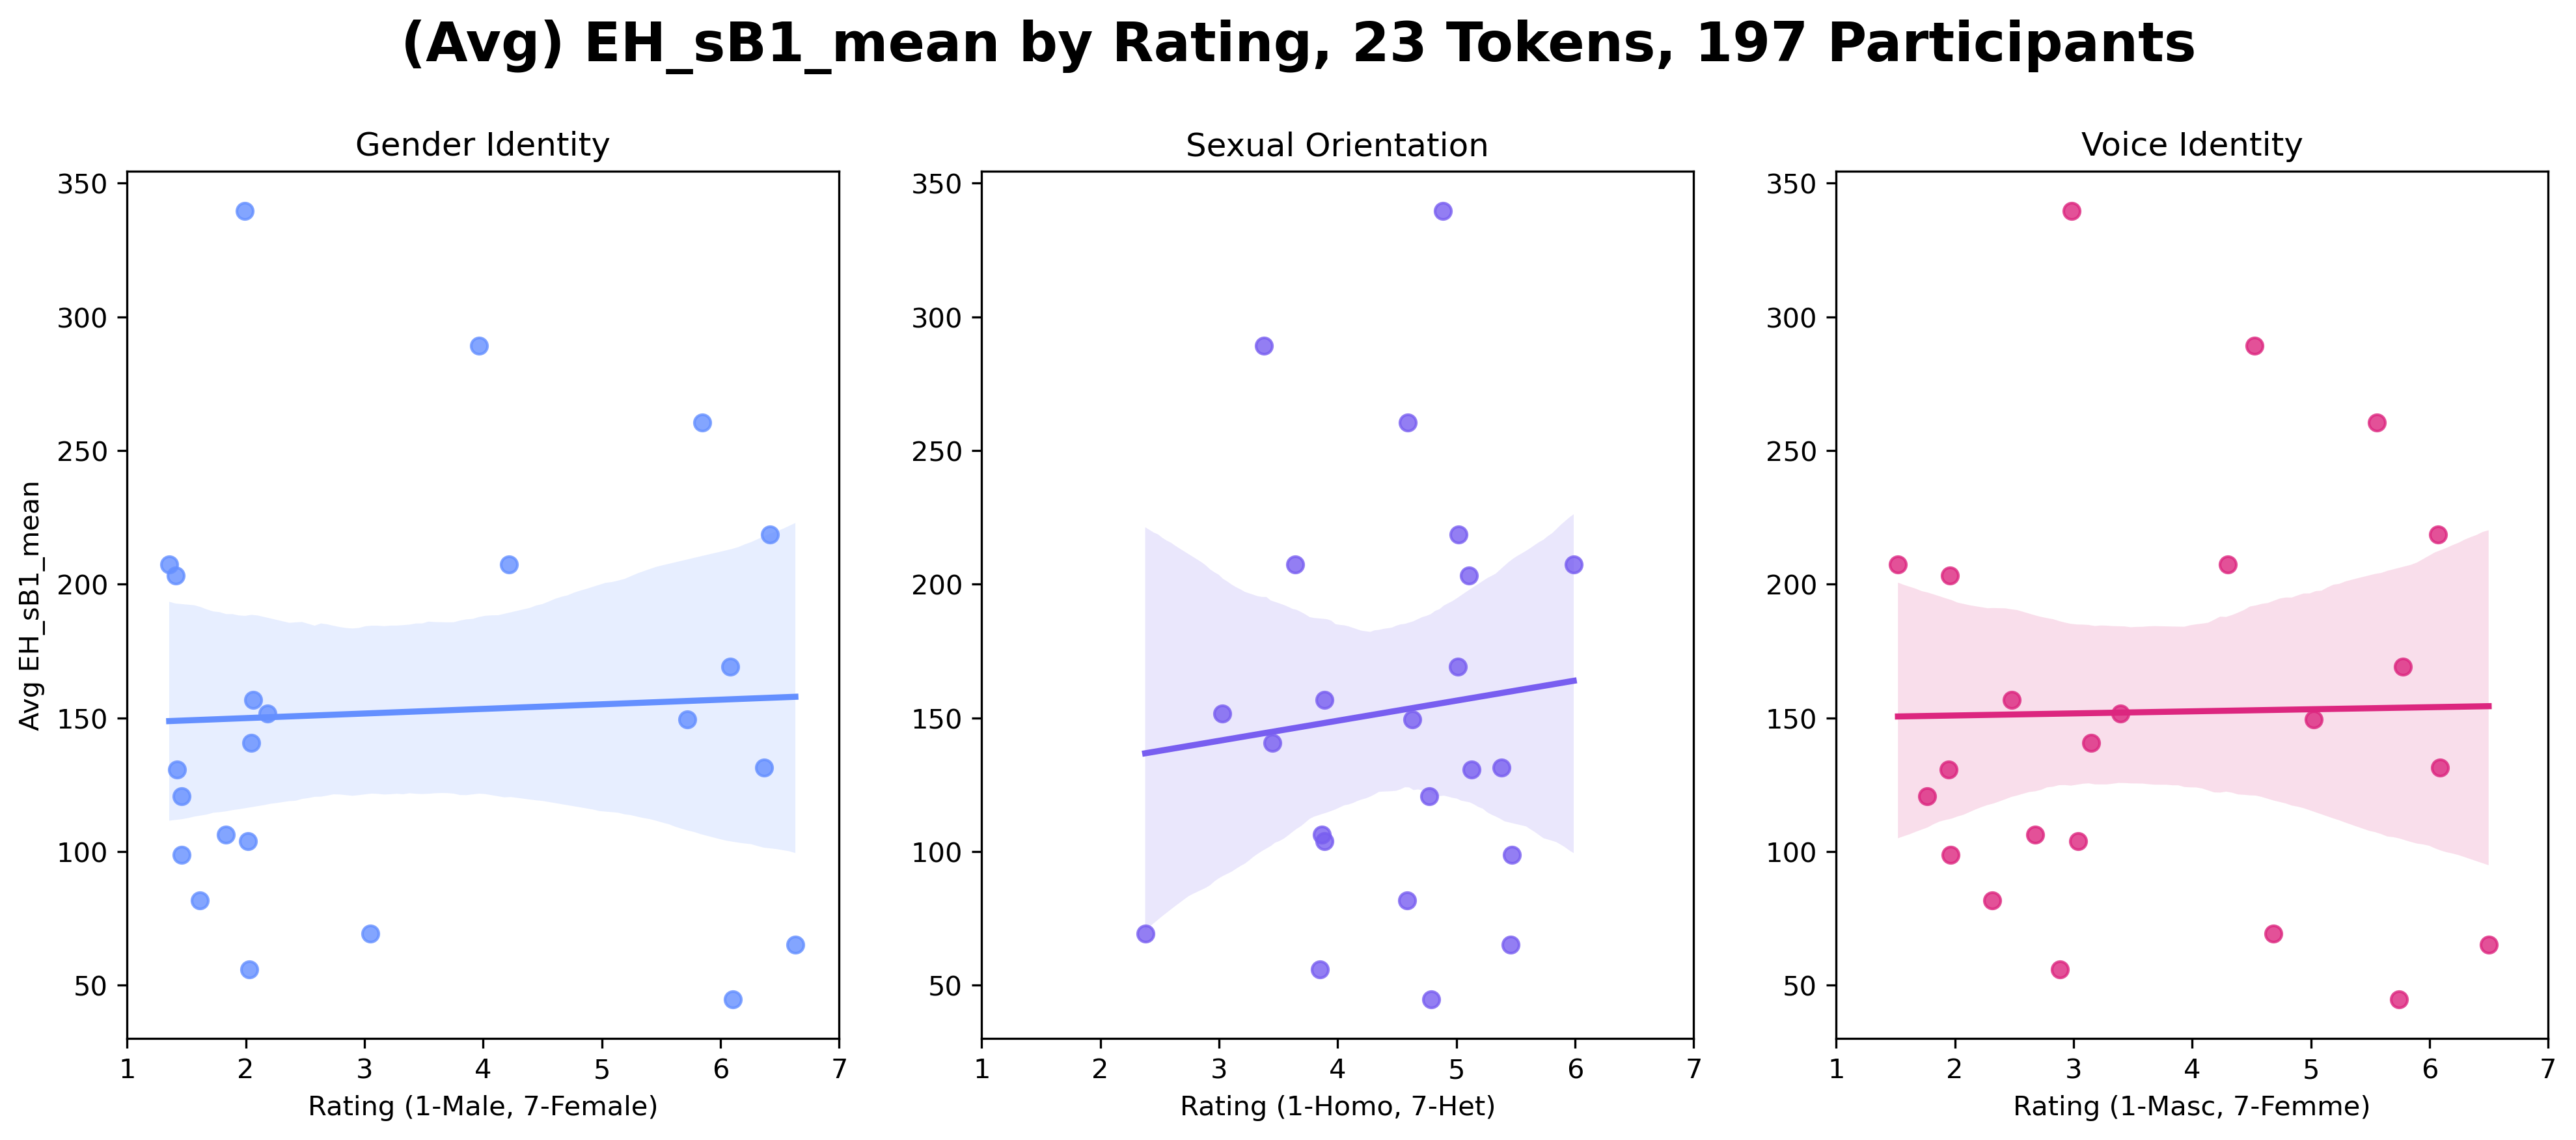 (Avg) EH_sB1_mean by Rating, 23 Tokens, 197 Participants
Gender Identity
Avg EH_sB1_mean
350
300
250
200
150
100
50
1 2 3 4 5 6 7
Rating (1-Male, 7-Female)
Sexual Orientation
350
300
250
200
150
100
50
1 2 3 4 5 6 7
Rating (1-Homo, 7-Het)
Voice Identity
350
300
250
200
150
100
50
1 2 3 4 5 6 7
Rating (1-Masc, 7-Femme)